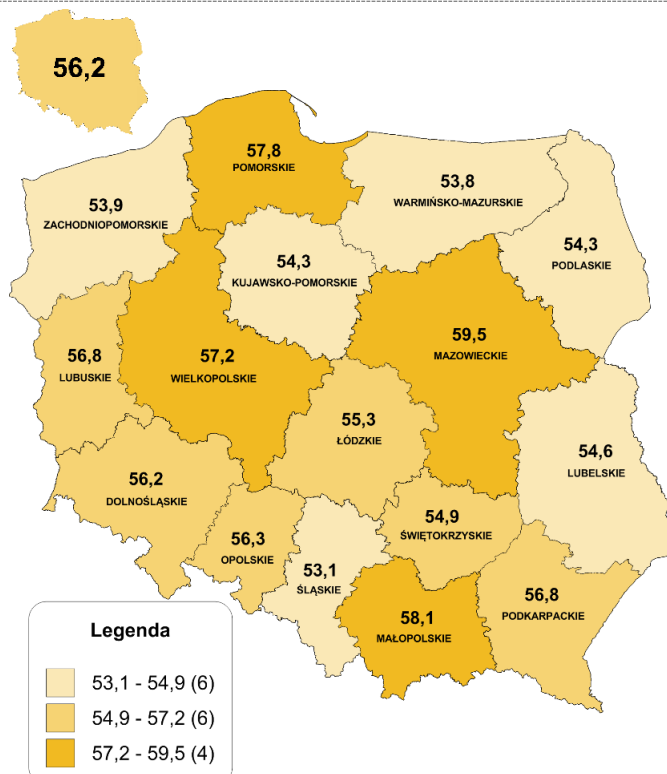 56,2
57,8
POMORSKIE
53,9
ZACHODNIOPOMORSKIE
53,8
WARMIŃSKO-MAZURSKIE
54,3
PODLASKIE
54,3
KUJAWSKO-POMORSKIE
59,5
MAZOWIECKIE
56,8
LUBUSKIE
57,2
WIELKOPOLSKIE
55,3
ŁÓDZKIE
54,6
LUBELSKIE
56,2
DOLNOŚLĄSKIE
56,3
OPOLSKIE
54,9
ŚWIĘTOKRZYSKIE
53,1
ŚLĄSKIE
58,1
MAŁOPOLSKIE
56,8
PODKARPACKIE
Legenda
53,1 - 54,9 (6)
54,9 - 57,2 (6)
57,2 - 59,5 (4)